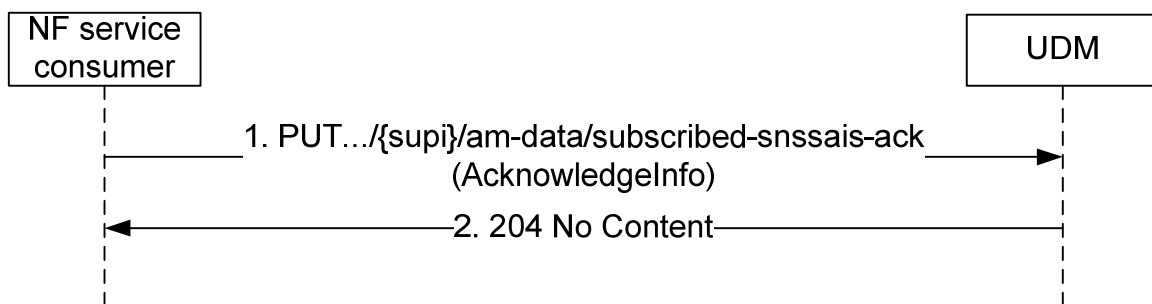 NF service
consumer
UDM
1. PUT.../{supi}/am-data/subscribed-snssais-ack
(AcknowledgeInfo)
2. 204 No Content